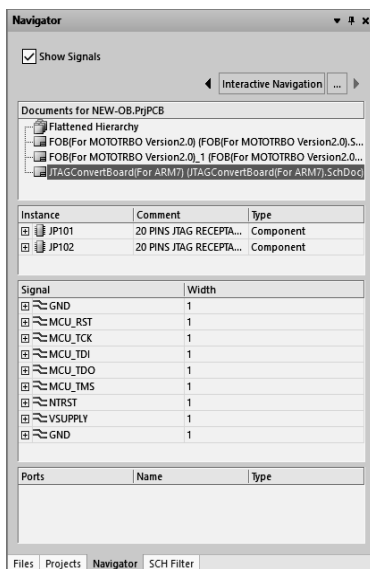 Navigator
Show Signals
Interactive Navigation ...
Documents for NEW-OB.PrjPCB
Flattened Hierarchy
FOB(For MOTOTRBO Version2.0) (FOB(For MOTOTRBO Version2.0).S...
FOB(For MOTOTRBO Version2.0)_1 (FOB(For MOTOTRBO Version2.0...
JTAGConvertBoard(For ARM7) (JTAGConvertBoard(For ARM7).SchDoc)
Instance Comment Type
JP101 20 PINS JTAG RECEPTA... Component
JP102 20 PINS JTAG RECEPTA... Component
Signal Width
GND 1
MCU_RST 1
MCU_TCK 1
MCU_TDI 1
MCU_TDO 1
MCU_TMS 1
NTRST 1
VSUPPLY 1
GND 1
Ports Name Type
Files Projects Navigator SCH Filter